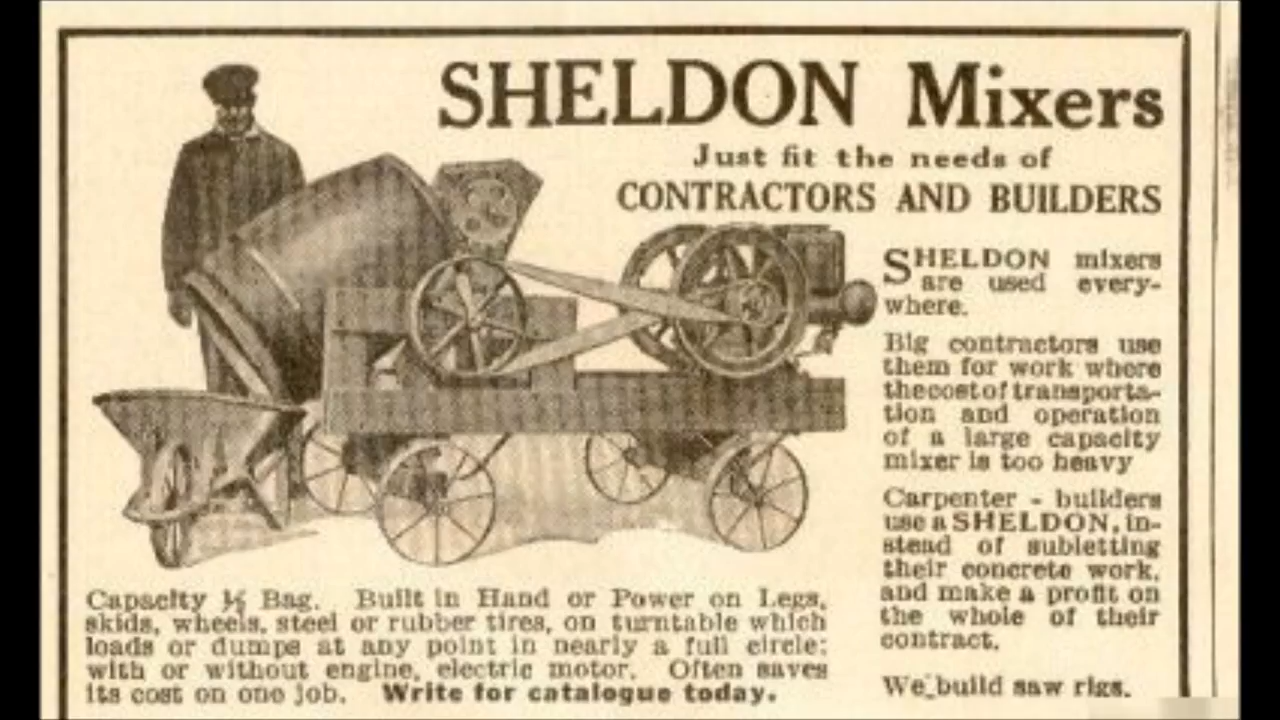 SHELDON Mixers
Just fit the needs of
CONTRACTORS AND BUILDERS
SHELDON mixers
are used every-
where.
Big contractors use
them for work where
the cost of transporta-
tion and operation
of a large capacity
mixer is too heavy
Carpenter - builders
use a SHELDON, in-
stead of subletting
their concrete work,
and make a profit on
the whole of their
contract.
We build saw rigs.
Capacity ½ Bag. Built in Hand or Power on Legs,
skids, wheels, steel or rubber tires, on turntable which
loads or dumps at any point in nearly a full circle;
with or without engine, electric motor. Often saves
its cost on one job. Write for catalogue today.